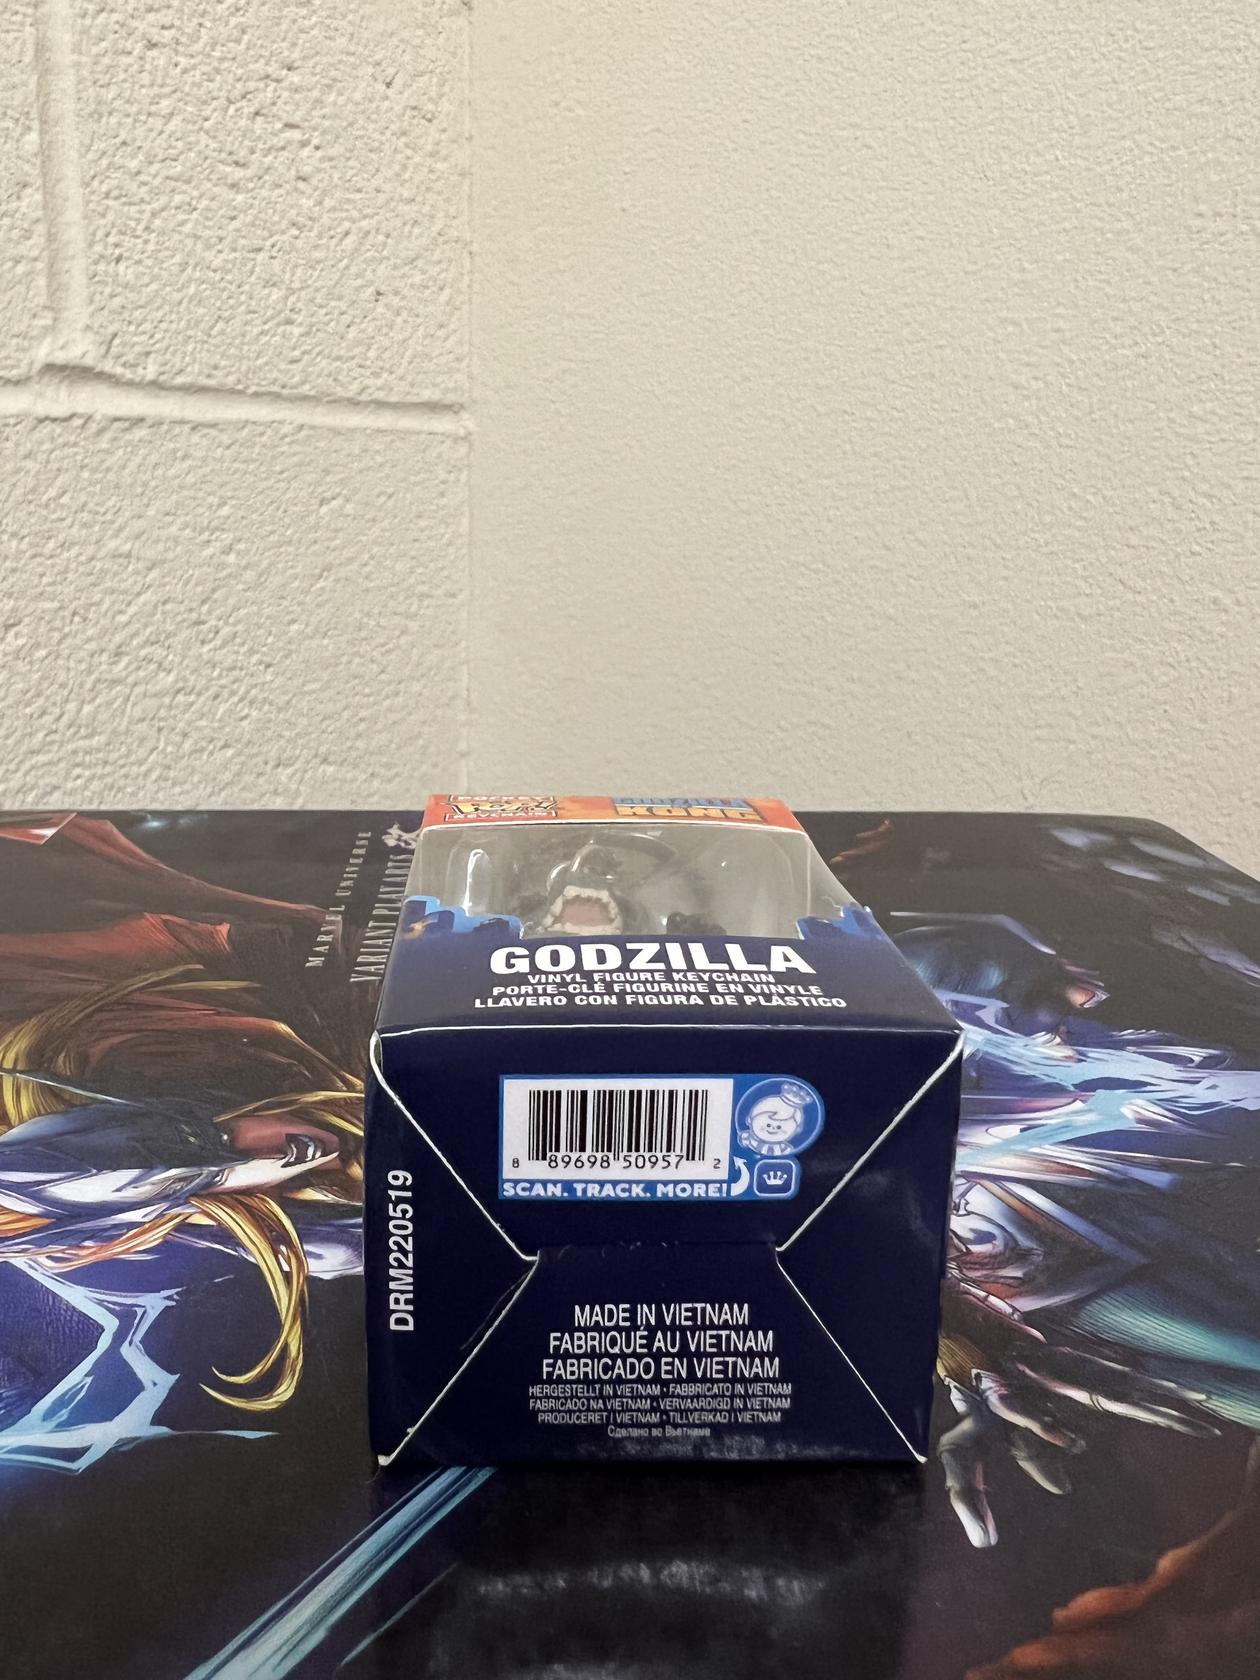 POCKET
POP!
KEYCHAIN
GODZILLA
KONG
MARVEL UNIVERSE
VARIANT PLAY ARTS 改
GODZILLA
VINYL FIGURE KEYCHAIN
PORTE-CLÉ FIGURINE EN VINYLE
LLAVERO CON FIGURA DE PLÁSTICO
8 89698 50957 2
SCAN. TRACK. MORE!
DRM220519
MADE IN VIETNAM
FABRIQUÉ AU VIETNAM
FABRICADO EN VIETNAM
HERGESTELLT IN VIETNAM • FABBRICATO IN VIETNAM
FABRICADO NA VIETNAM • VERVAARDIGD IN VIETNAM
PRODUCERET I VIETNAM • TILLVERKAD I VIETNAM
Сделано во Вьетнаме